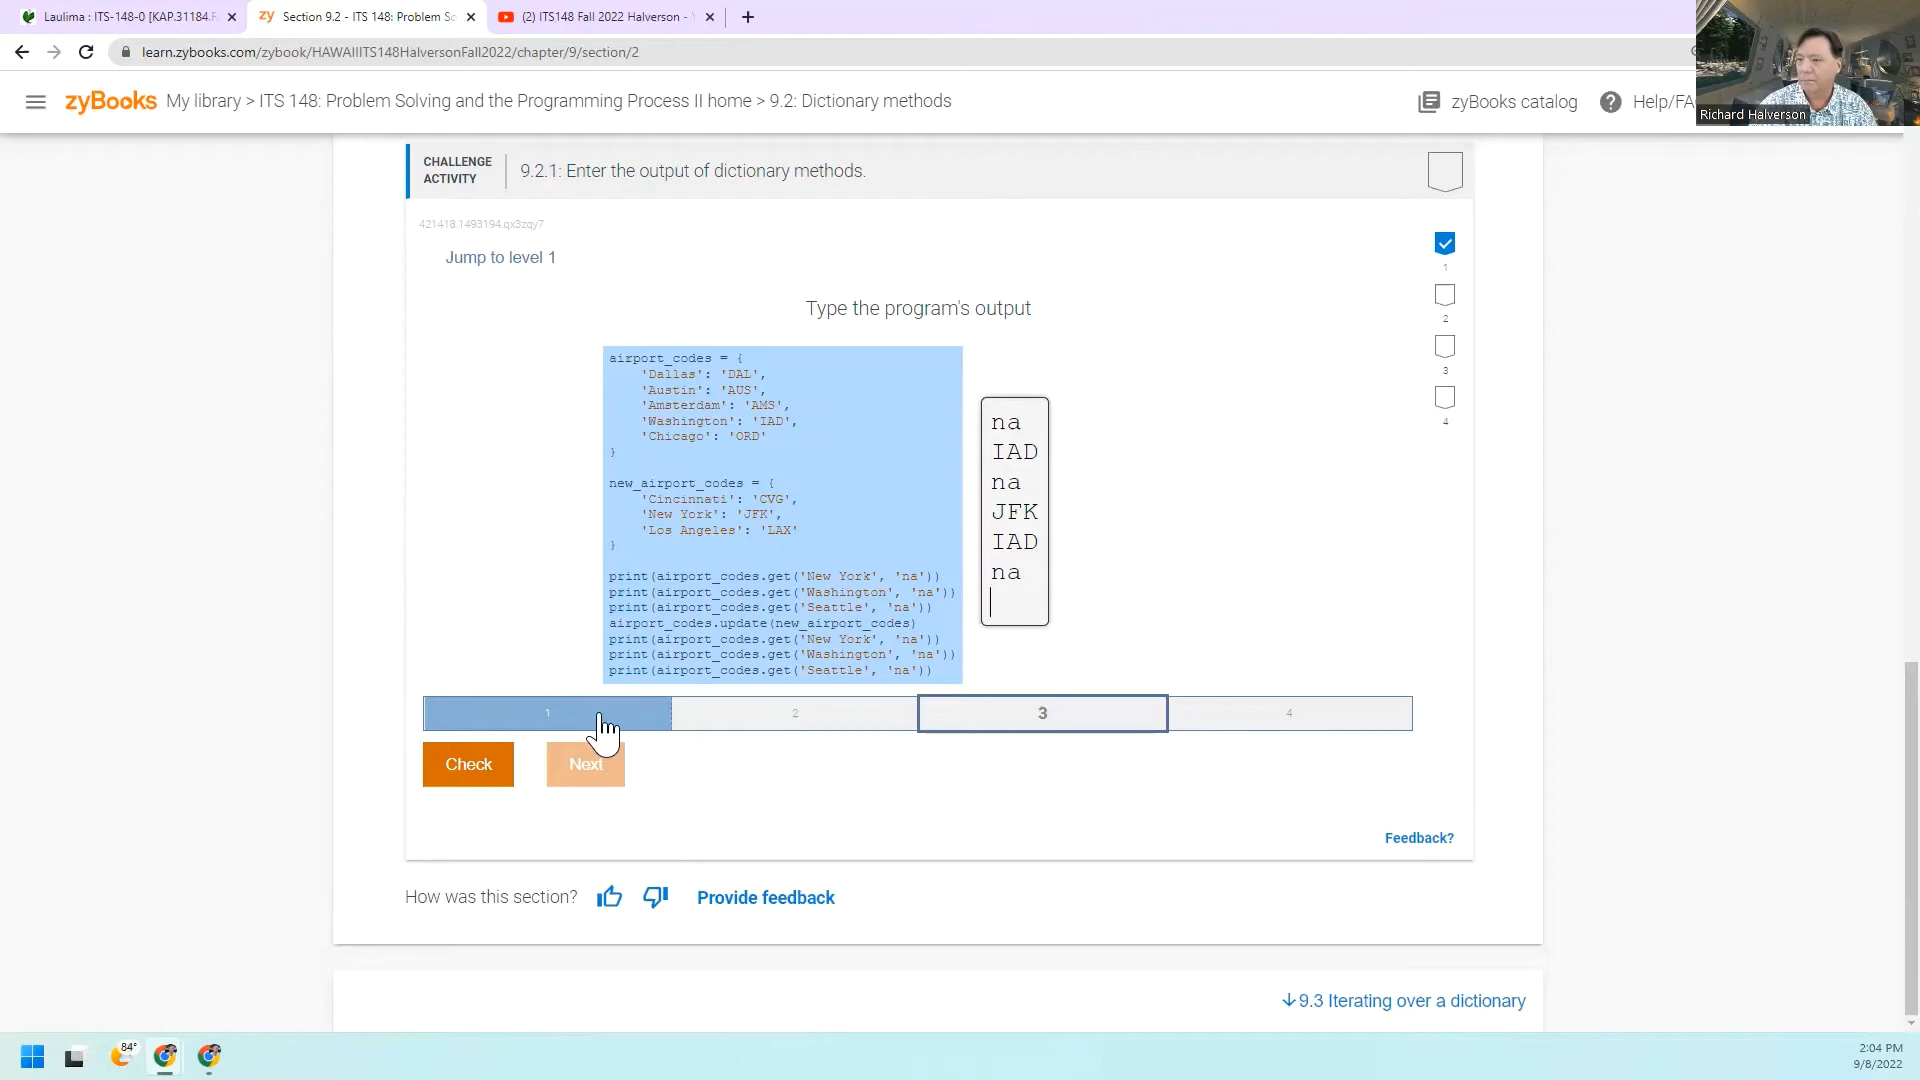 Laulima : ITS-148-0 [KAP.31184.F
Section 9.2 - ITS 148: Problem So
(2) ITS148 Fall 2022 Halverson -
learn.zybooks.com/zybook/HAWAIIITS148HalversonFall2022/chapter/9/section/2
zyBooks My library > ITS 148: Problem Solving and the Programming Process II home > 9.2: Dictionary methods
zyBooks catalog
Help/FA
Richard Halverson
CHALLENGE
ACTIVITY
9.2.1: Enter the output of dictionary methods.
421418.1493194.qx3zqy7
Jump to level 1
1
2
3
4
Type the program's output
airport_codes = {
    'Dallas': 'DAL',
    'Austin': 'AUS',
    'Amsterdam': 'AMS',
    'Washington': 'IAD',
    'Chicago': 'ORD'
}
new_airport_codes = {
    'Cincinnati': 'CVG',
    'New York': 'JFK',
    'Los Angeles': 'LAX'
}
print(airport_codes.get('New York', 'na'))
print(airport_codes.get('Washington', 'na'))
print(airport_codes.get('Seattle', 'na'))
airport_codes.update(new_airport_codes)
print(airport_codes.get('New York', 'na'))
print(airport_codes.get('Washington', 'na'))
print(airport_codes.get('Seattle', 'na'))
na
IAD
na
JFK
IAD
na
1 2 3 4
Check Next
Feedback?
How was this section? Provide feedback
9.3 Iterating over a dictionary
84°
2:04 PM
9/8/2022